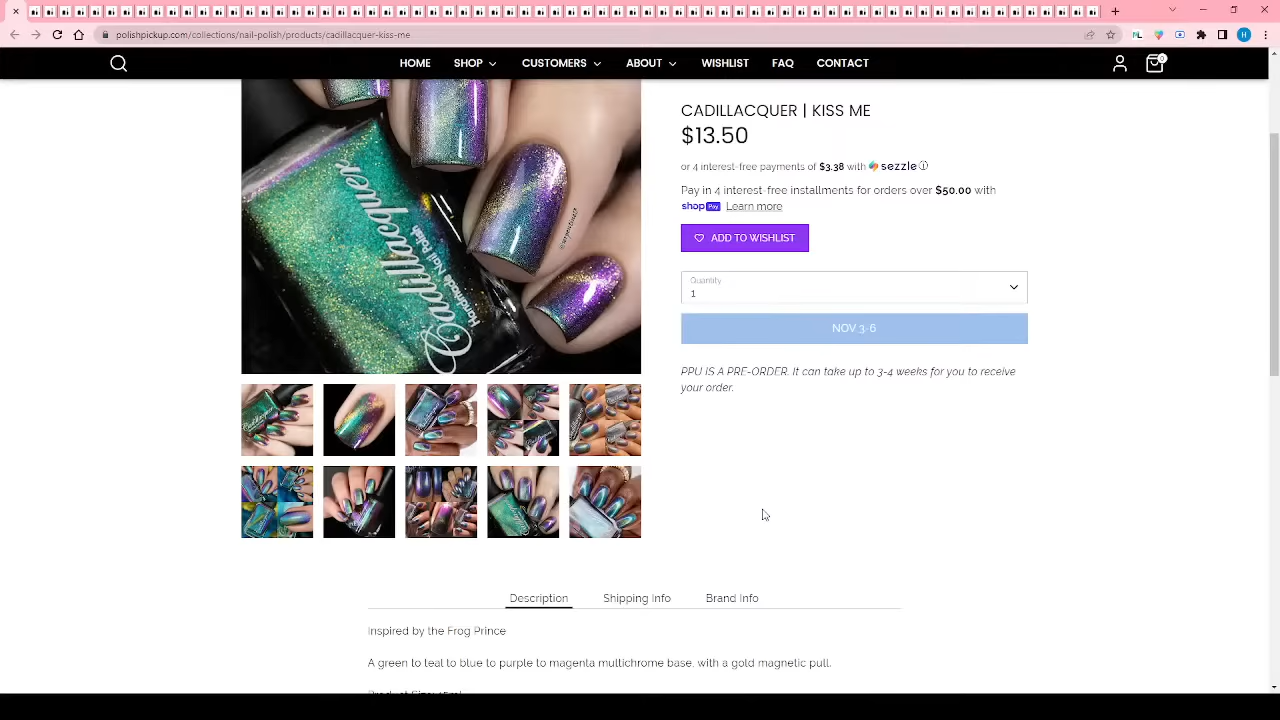 polishpickup.com/collections/nail-polish/products/cadillacquer-kiss-me
H
HOME SHOP CUSTOMERS ABOUT WISHLIST FAQ CONTACT
0
Cadillacquer
Handmade Nail Polish
CADILLACQUER | KISS ME
$13.50
or 4 interest-free payments of $3.38 with sezzle
Pay in 4 interest-free installments for orders over $50.00 with
shop Pay Learn more
ADD TO WISHLIST
Quantity
1
NOV 3-6
PPU IS A PRE-ORDER. It can take up to 3-4 weeks for you to receive
your order.
Description Shipping Info Brand Info
Inspired by the Frog Prince
A green to teal to blue to purple to magenta multichrome base, with a gold magnetic pull.